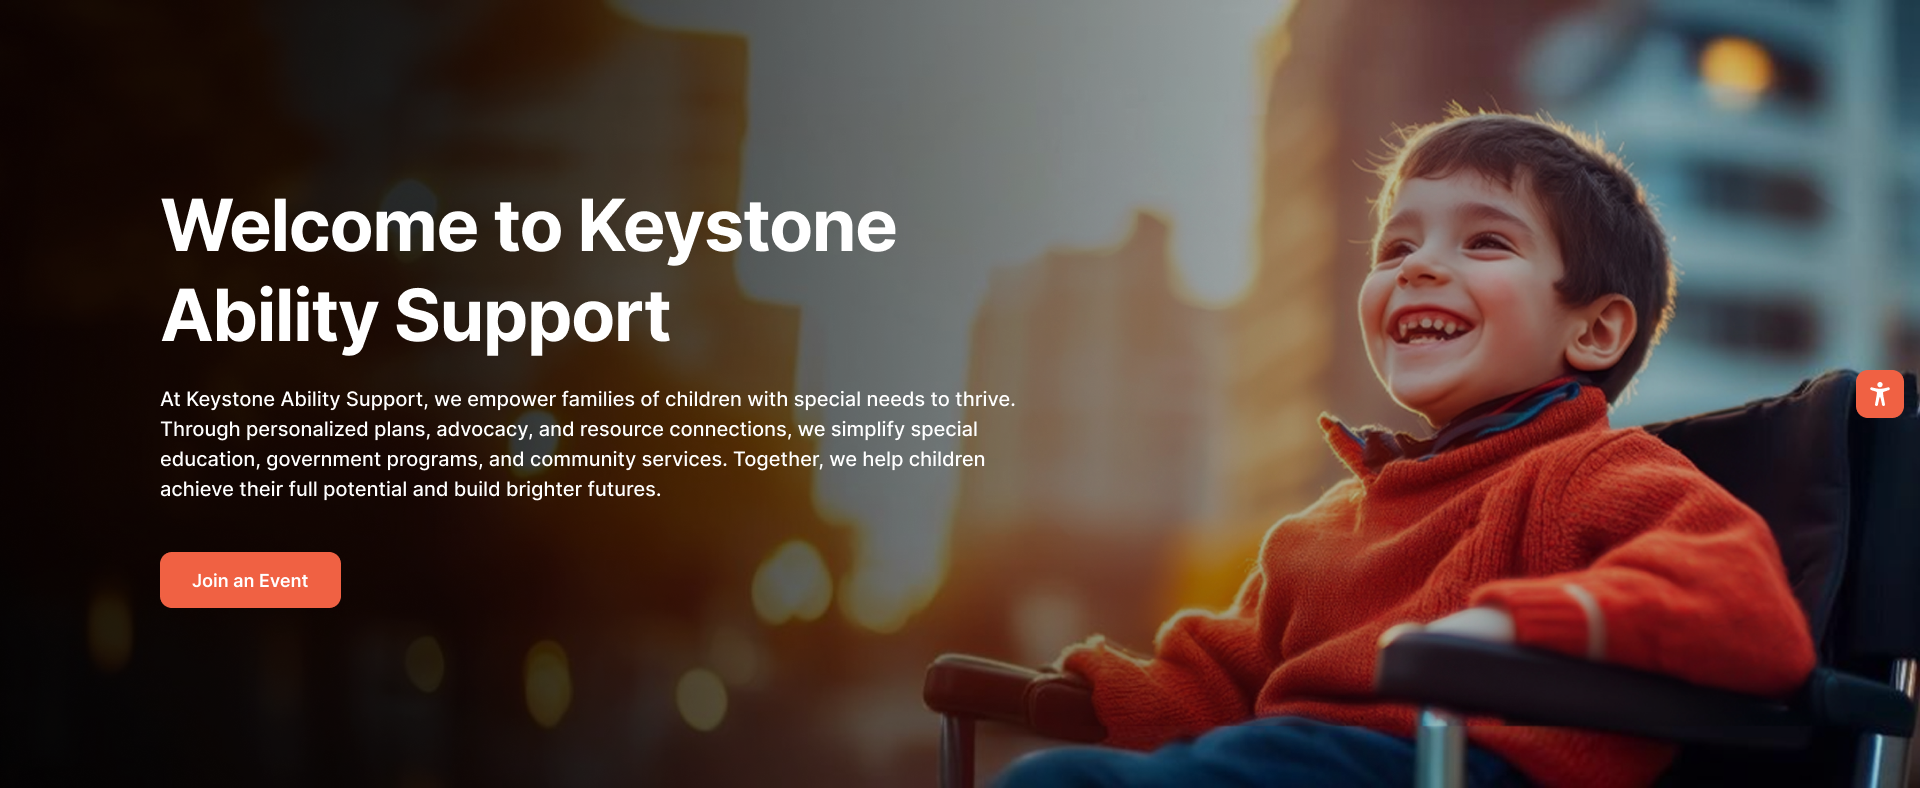 Welcome to Keystone
Ability Support
At Keystone Ability Support, we empower families of children with special needs to thrive.
Through personalized plans, advocacy, and resource connections, we simplify special
education, government programs, and community services. Together, we help children
achieve their full potential and build brighter futures.
Join an Event